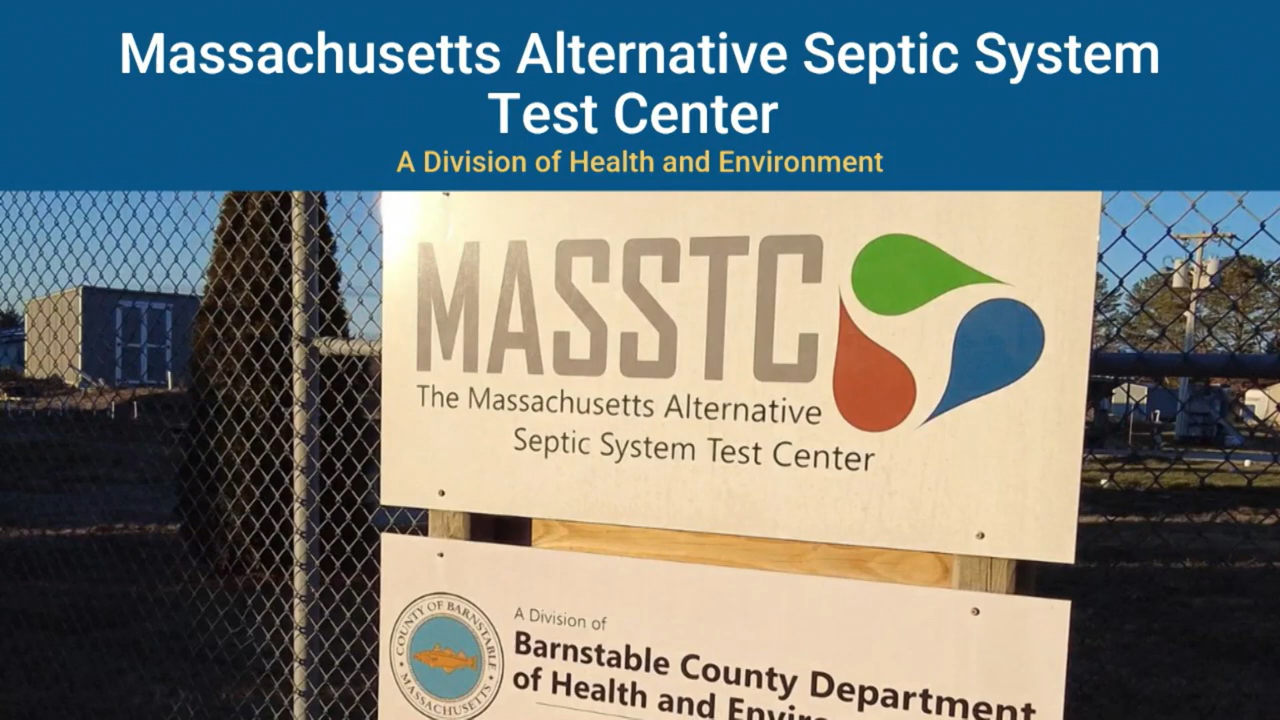 Massachusetts Alternative Septic System
Test Center
A Division of Health and Environment
MASSTC
The Massachusetts Alternative
Septic System Test Center
COUNTY OF BARNSTABLE
MASSACHUSETTS
A Division of
Barnstable County Department
of Health and